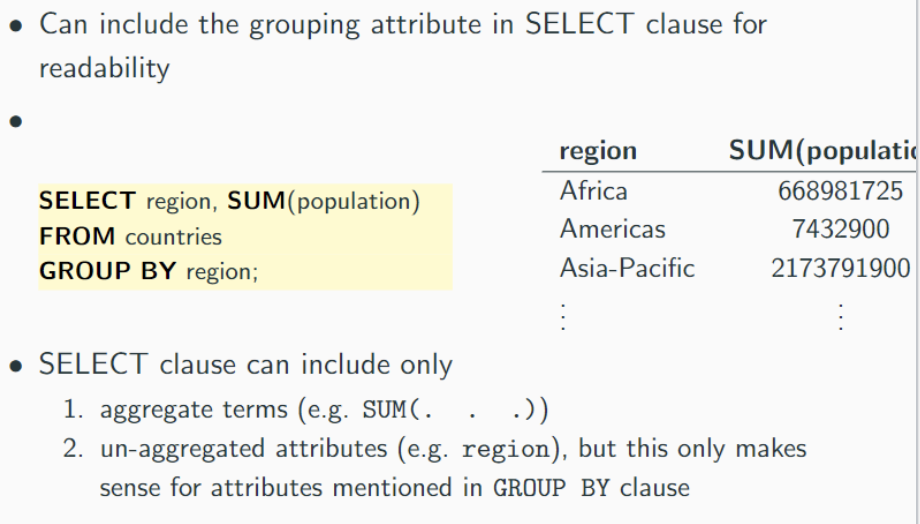 • Can include the grouping attribute in SELECT clause for
readability
•
SELECT region, SUM(population)
FROM countries
GROUP BY region;
region SUM(populatio
Africa 668981725
Americas 7432900
Asia-Pacific 2173791900
⋮ ⋮
• SELECT clause can include only
1. aggregate terms (e.g. SUM(. . .))
2. un-aggregated attributes (e.g. region), but this only makes
sense for attributes mentioned in GROUP BY clause